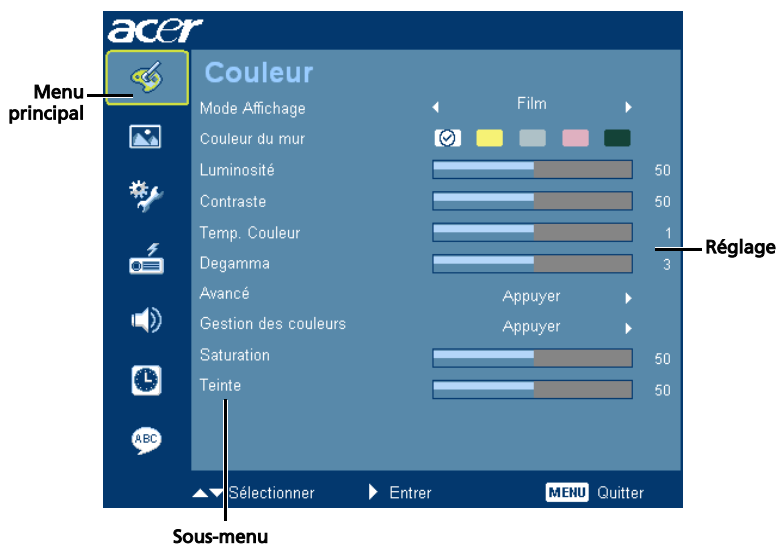 acer
Couleur
Menu principal
Mode Affichage Film
Couleur du mur
Luminosité 50
Contraste 50
Temp. Couleur 1
Réglage
Degamma 3
Avancé Appuyer
Gestion des couleurs Appuyer
Saturation 50
Teinte 50
ABC
Sélectionner Entrer MENU Quitter
Sous-menu